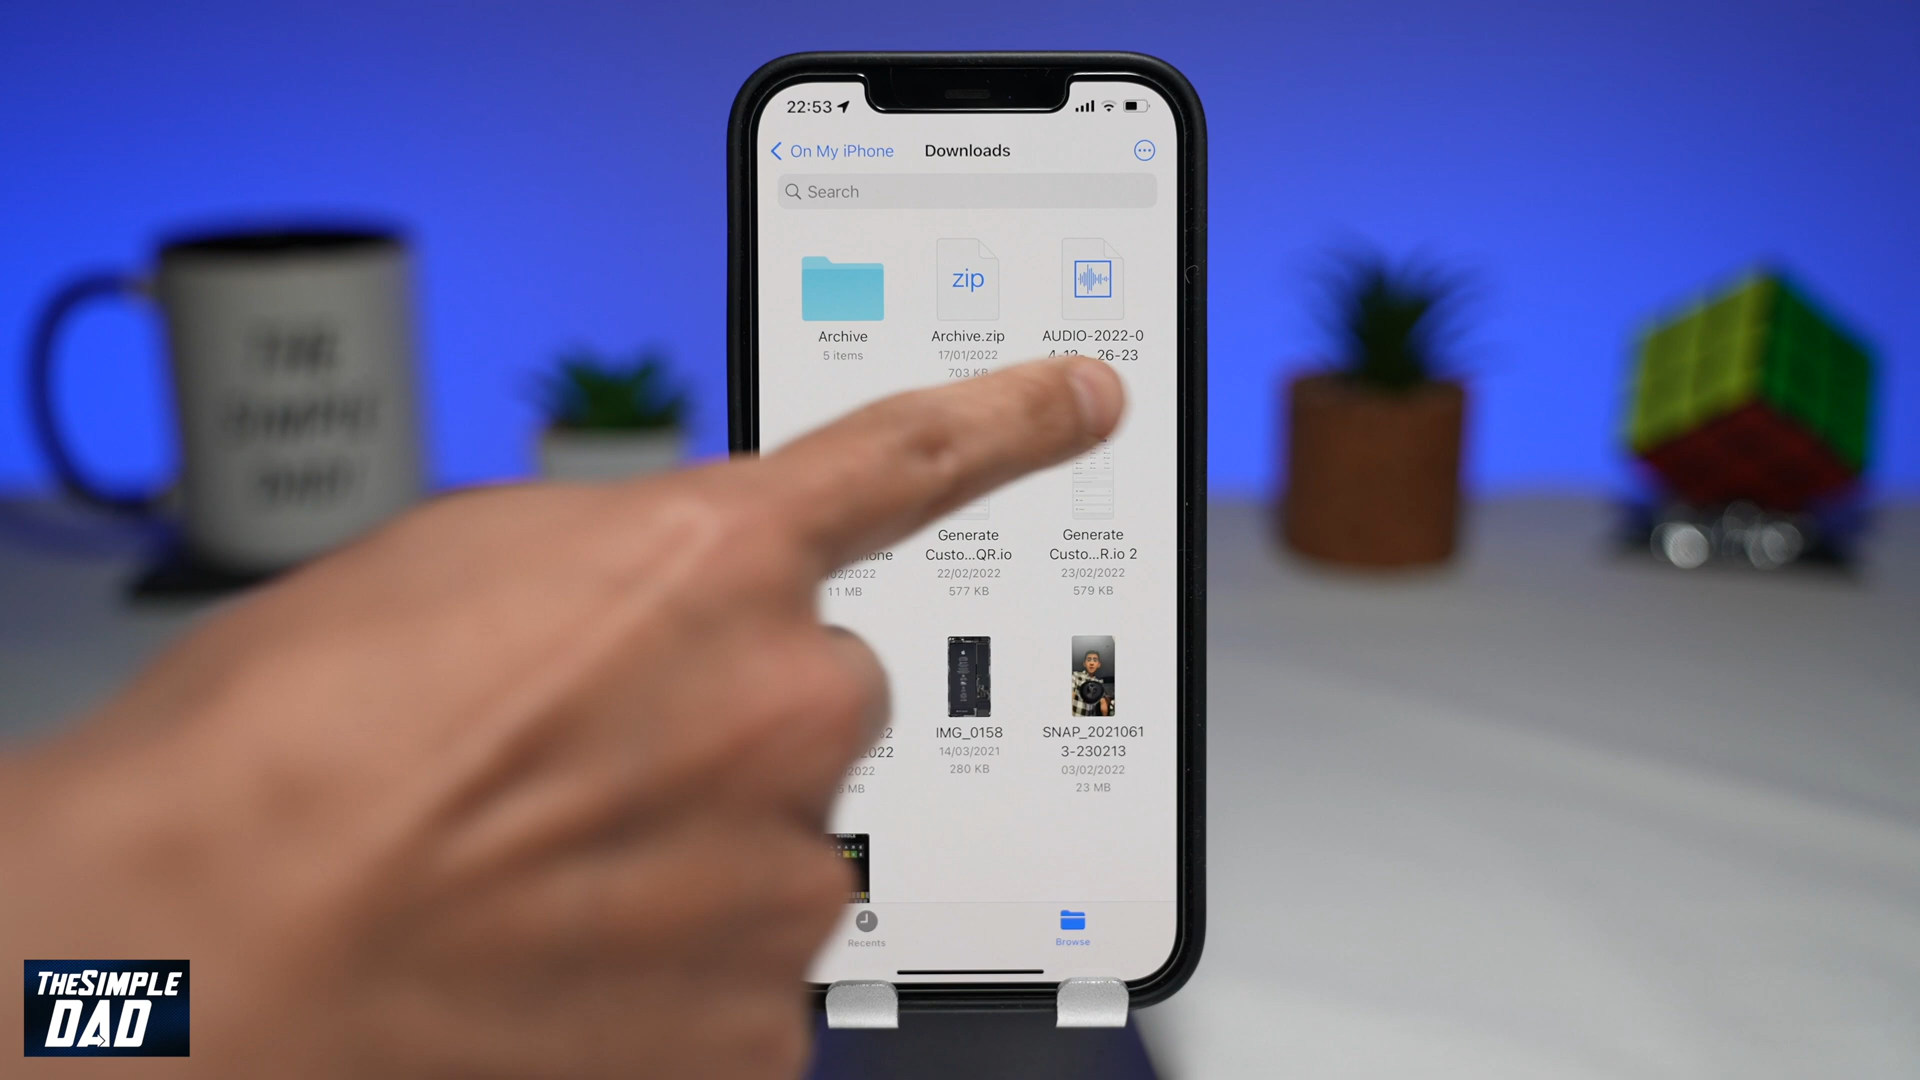 22:53
On My iPhone
Downloads
Search
zip
Archive
5 items
Archive.zip
17/01/2022
703 KB
AUDIO-2022-0
26-23
Generate
Custo...QR.io
22/02/2022
577 KB
Generate
Custo...R.io 2
23/02/2022
579 KB
11 MB
IMG_0158
14/03/2021
280 KB
SNAP_2021061
3-230213
03/02/2022
23 MB
Recents
Browse
THE
SIMPLE
DAD
THESIMPLE
DAD